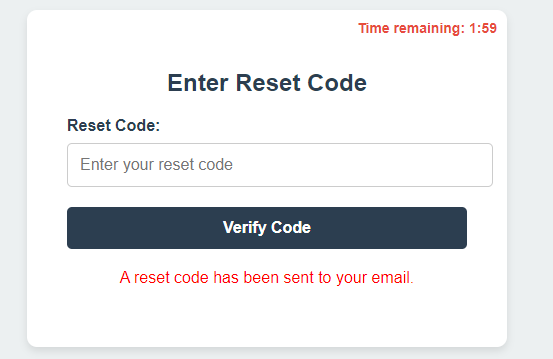 Time remaining: 1:59
Enter Reset Code
Reset Code:
Enter your reset code
Verify Code
A reset code has been sent to your email.